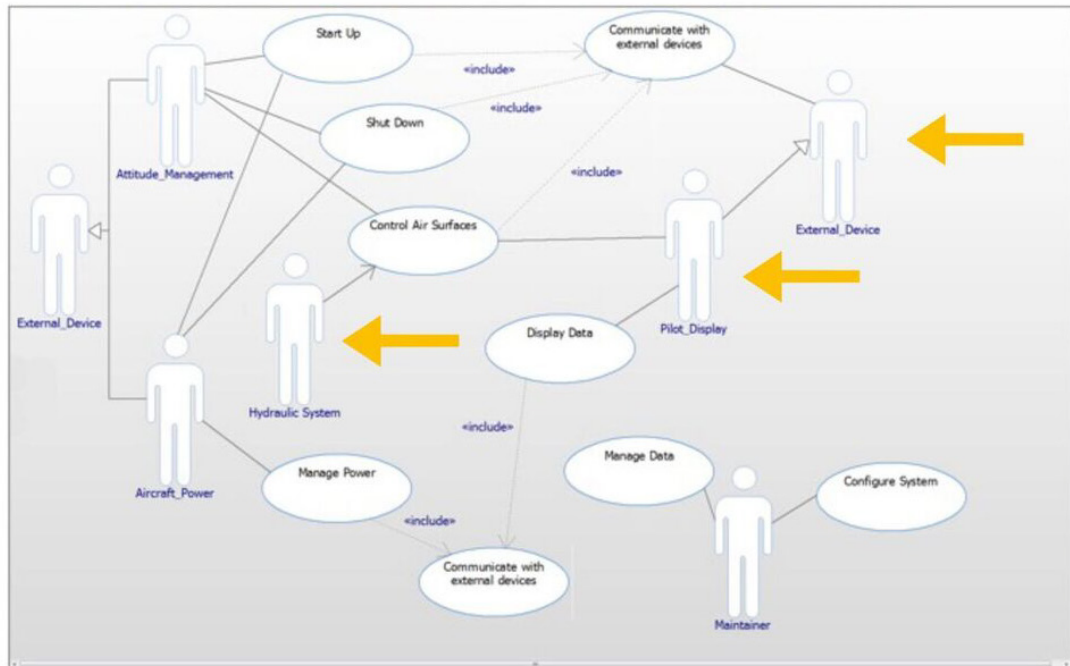 Start Up
Communicate with
external devices
«include»
«include»
Shut Down
Attitude_Management
«include»
Control Air Surfaces
External_Device
External_Device
Pilot_Display
Display Data
Hydraulic System
«include»
Manage Data
Manage Power
Configure System
Aircraft_Power
«include»
Communicate with
external devices
Maintainer